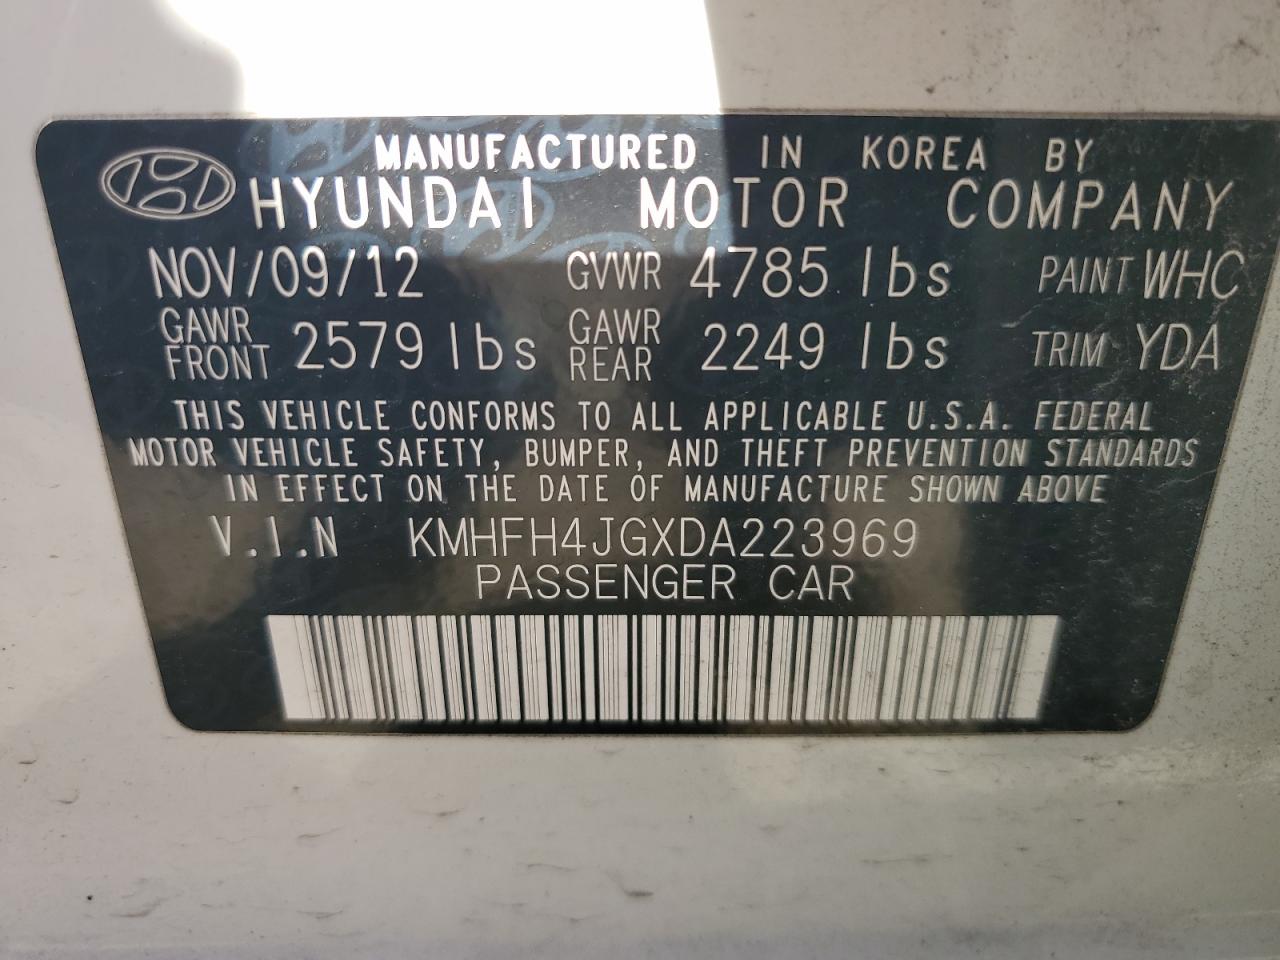 MANUFACTURED IN KOREA BY
HYUNDAI MOTOR COMPANY
NOV/09/12 GVWR 4785 lbs PAINT WHC
GAWR FRONT 2579 lbs GAWR REAR 2249 lbs TRIM YDA
THIS VEHICLE CONFORMS TO ALL APPLICABLE U.S.A. FEDERAL
MOTOR VEHICLE SAFETY, BUMPER, AND THEFT PREVENTION STANDARDS
IN EFFECT ON THE DATE OF MANUFACTURE SHOWN ABOVE
V.I.N KMHFH4JGXDA223969
PASSENGER CAR